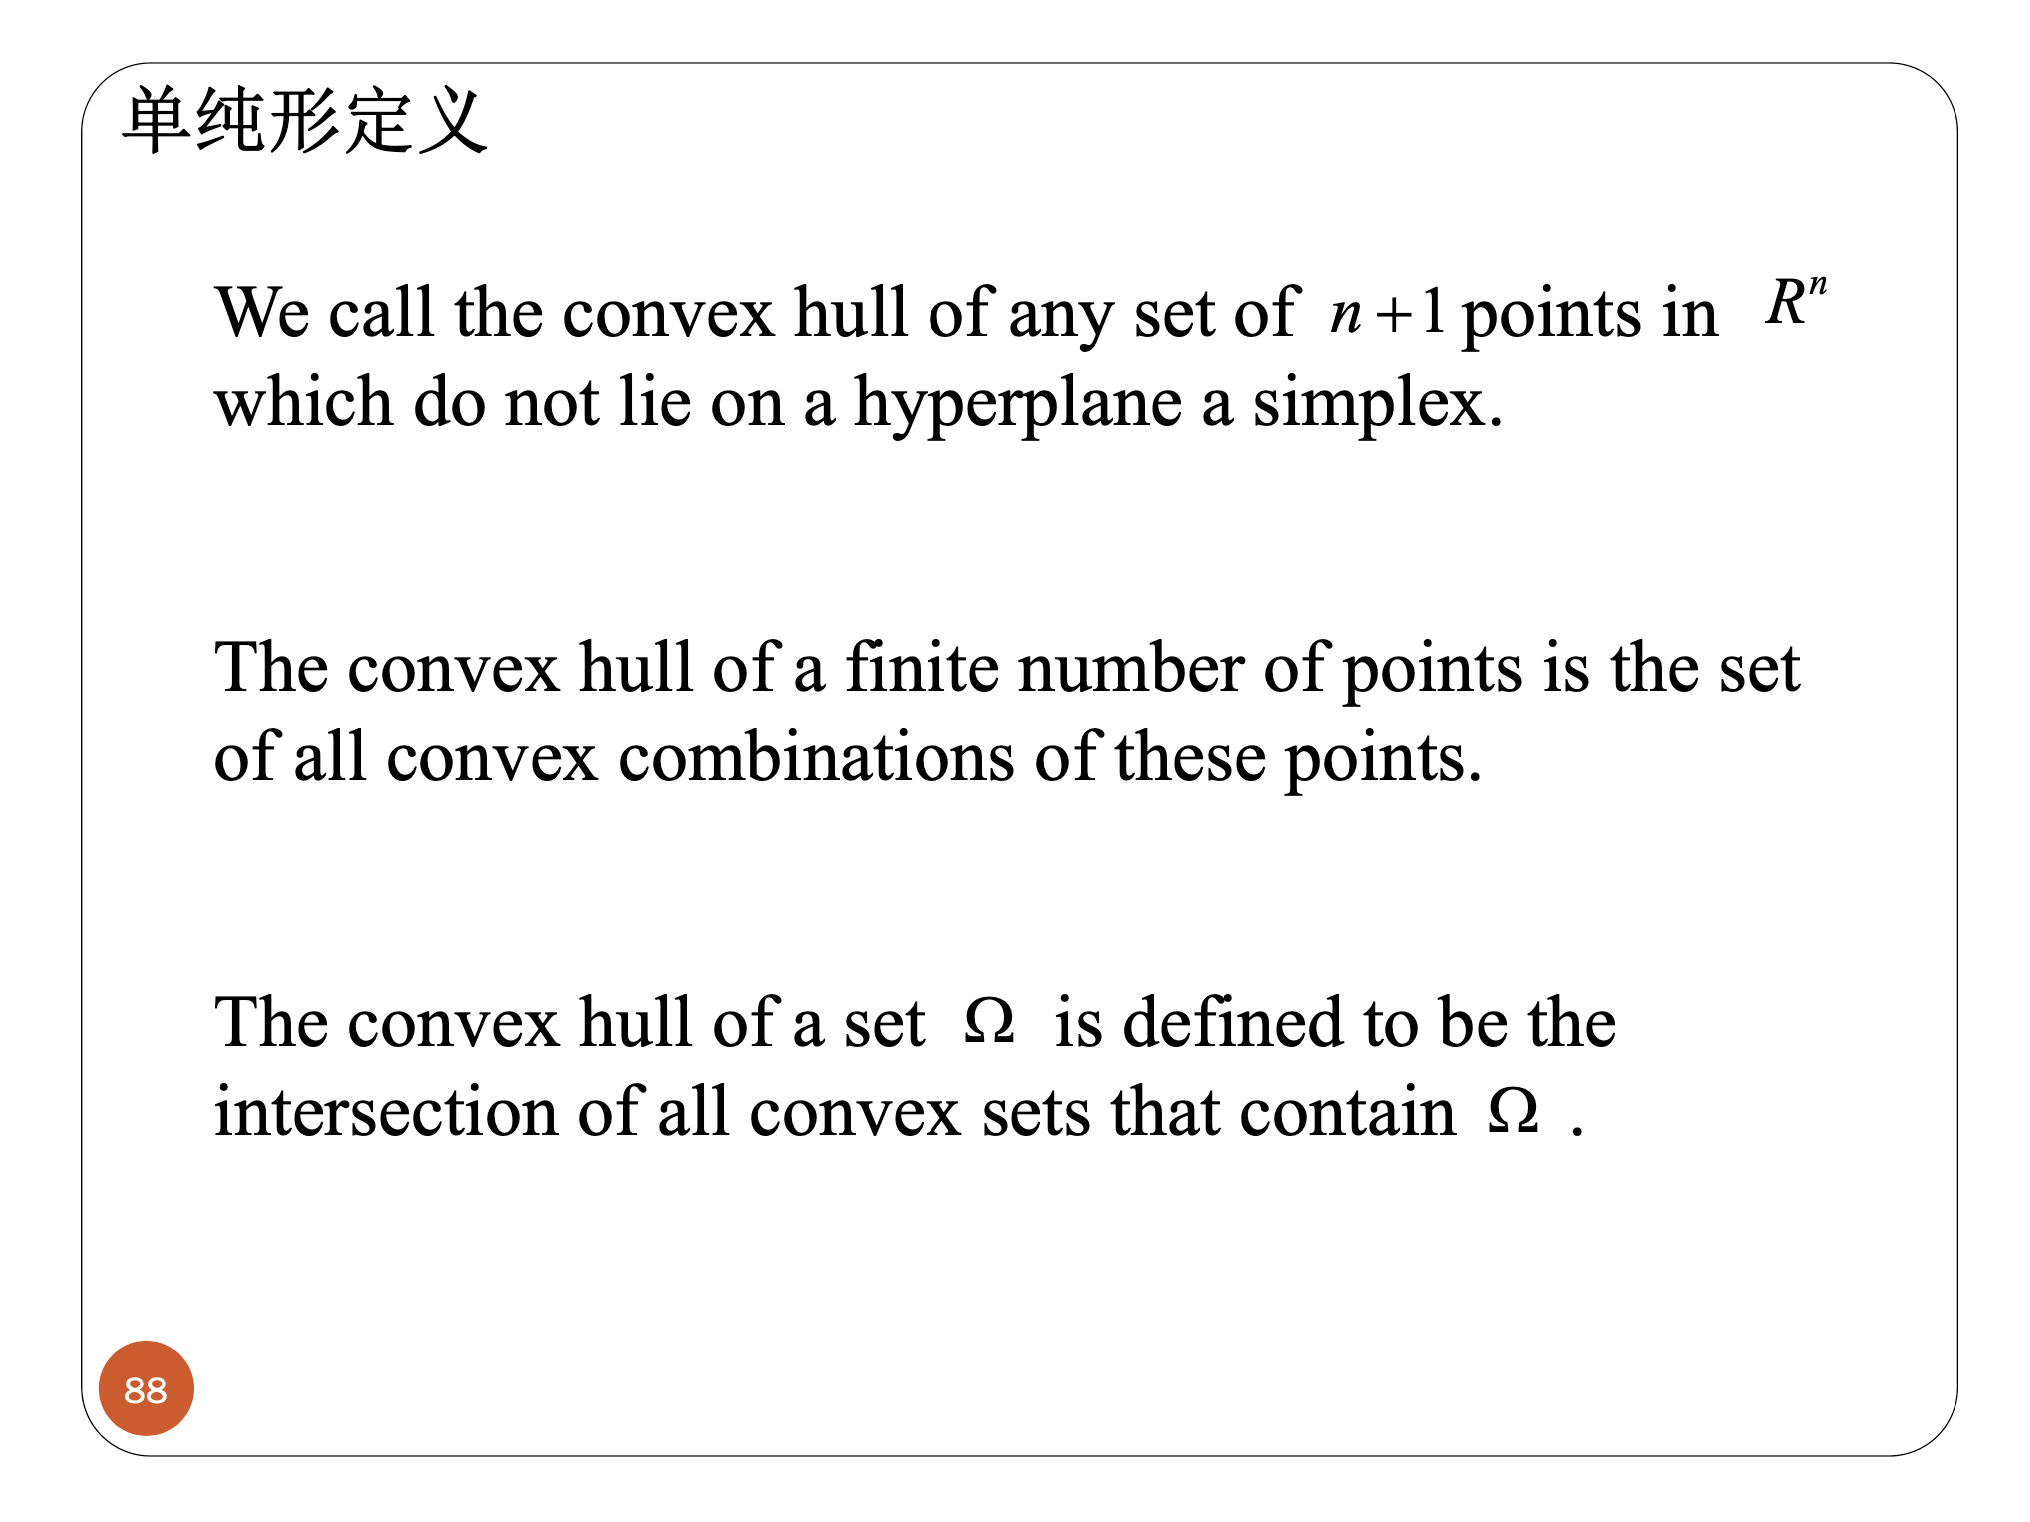 单纯形定义
We call the convex hull of any set of n+1 points in Rⁿ
which do not lie on a hyperplane a simplex.
The convex hull of a finite number of points is the set
of all convex combinations of these points.
The convex hull of a set Ω is defined to be the
intersection of all convex sets that contain Ω .
88